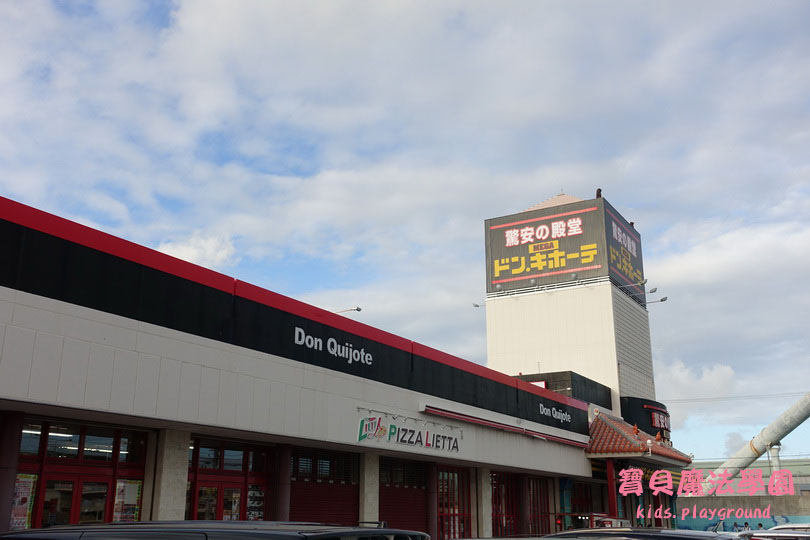 驚安の殿堂
MEGA
ドン.キホーテ
Don Quijote
Don Quijote
PIZZA LIETTA
寶貝魔法學園
kids.playground